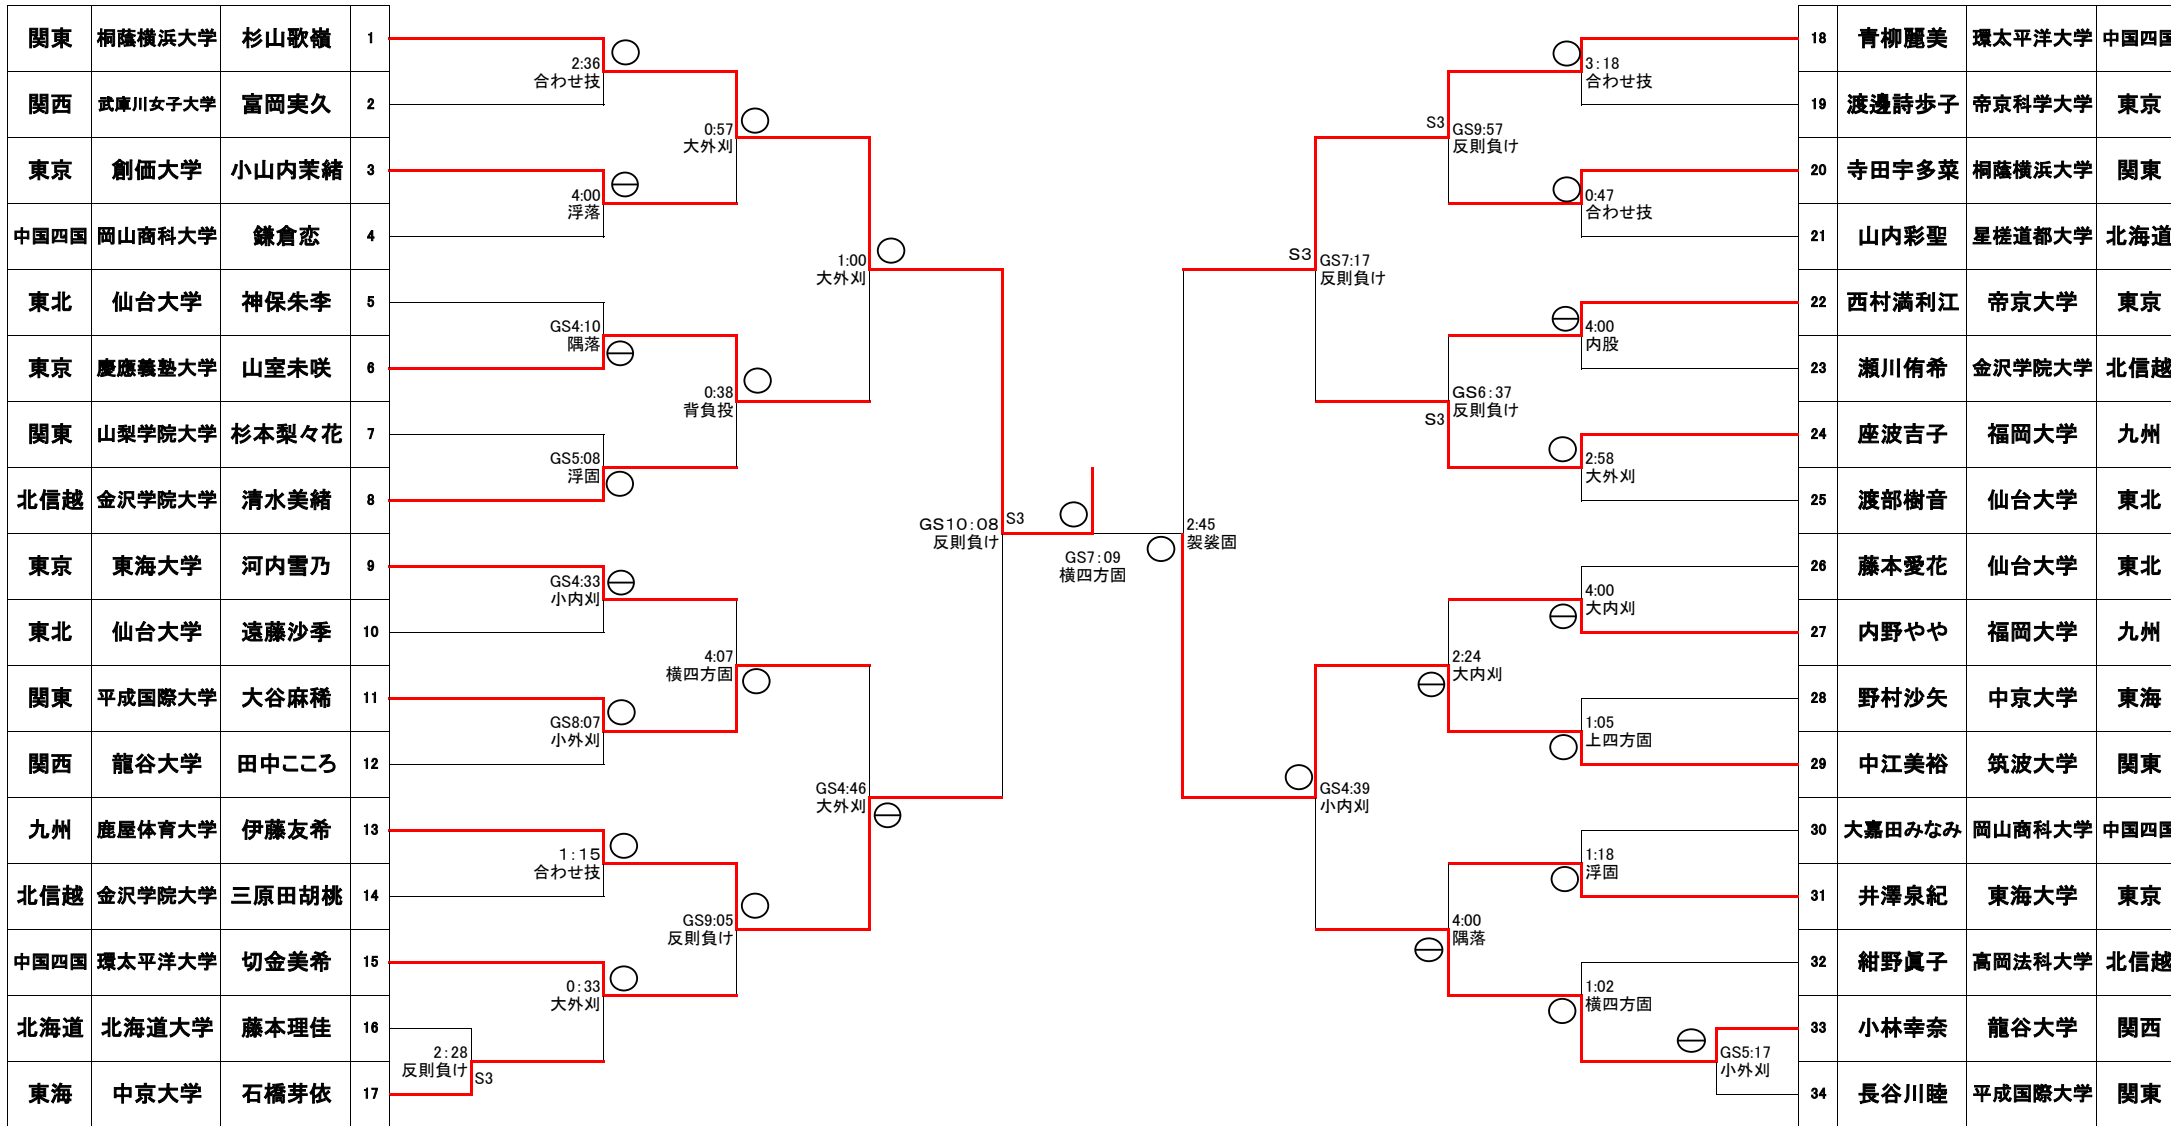 関東 桐蔭横浜大学 杉山歌嶺 1
関西 武庫川女子大学 富岡実久 2
東京 創価大学 小山内茉緒 3
中国四国 岡山商科大学 鎌倉恋 4
東北 仙台大学 神保朱李 5
東京 慶應義塾大学 山室未咲 6
関東 山梨学院大学 杉本梨々花 7
北信越 金沢学院大学 清水美緒 8
東京 東海大学 河内雪乃 9
東北 仙台大学 遠藤沙季 10
関東 平成国際大学 大谷麻稀 11
関西 龍谷大学 田中こころ 12
九州 鹿屋体育大学 伊藤友希 13
北信越 金沢学院大学 三原田胡桃 14
中国四国 環太平洋大学 切金美希 15
北海道 北海道大学 藤本理佳 16
東海 中京大学 石橋芽依 17
2:36
合わせ技
4:00
浮落
GS4:10
隅落
GS5:08
浮固
GS4:33
小内刈
GS8:07
小外刈
1:15
合わせ技
0:33
大外刈
2:28
反則負け
S3
0:57
大外刈
0:38
背負投
4:07
横四方固
GS9:05
反則負け
1:00
大外刈
GS4:46
大外刈
GS10:08
反則負け
S3
GS7:09
横四方固
2:45
袈裟固
S3
GS7:17
反則負け
GS4:39
小内刈
S3
GS9:57
反則負け
GS6:37
反則負け
S3
2:24
大内刈
4:00
隅落
3:18
合わせ技
0:47
合わせ技
4:00
内股
2:58
大外刈
4:00
大内刈
1:05
上四方固
1:18
浮固
1:02
横四方固
GS5:17
小外刈
18 青柳麗美 環太平洋大学 中国四国
19 渡邊詩歩子 帝京科学大学 東京
20 寺田宇多菜 桐蔭横浜大学 関東
21 山内彩聖 星槎道都大学 北海道
22 西村満利江 帝京大学 東京
23 瀬川侑希 金沢学院大学 北信越
24 座波吉子 福岡大学 九州
25 渡部樹音 仙台大学 東北
26 藤本愛花 仙台大学 東北
27 内野やや 福岡大学 九州
28 野村沙矢 中京大学 東海
29 中江美裕 筑波大学 関東
30 大嘉田みなみ 岡山商科大学 中国四国
31 井澤泉紀 東海大学 東京
32 紺野眞子 高岡法科大学 北信越
33 小林幸奈 龍谷大学 関西
34 長谷川睦 平成国際大学 関東